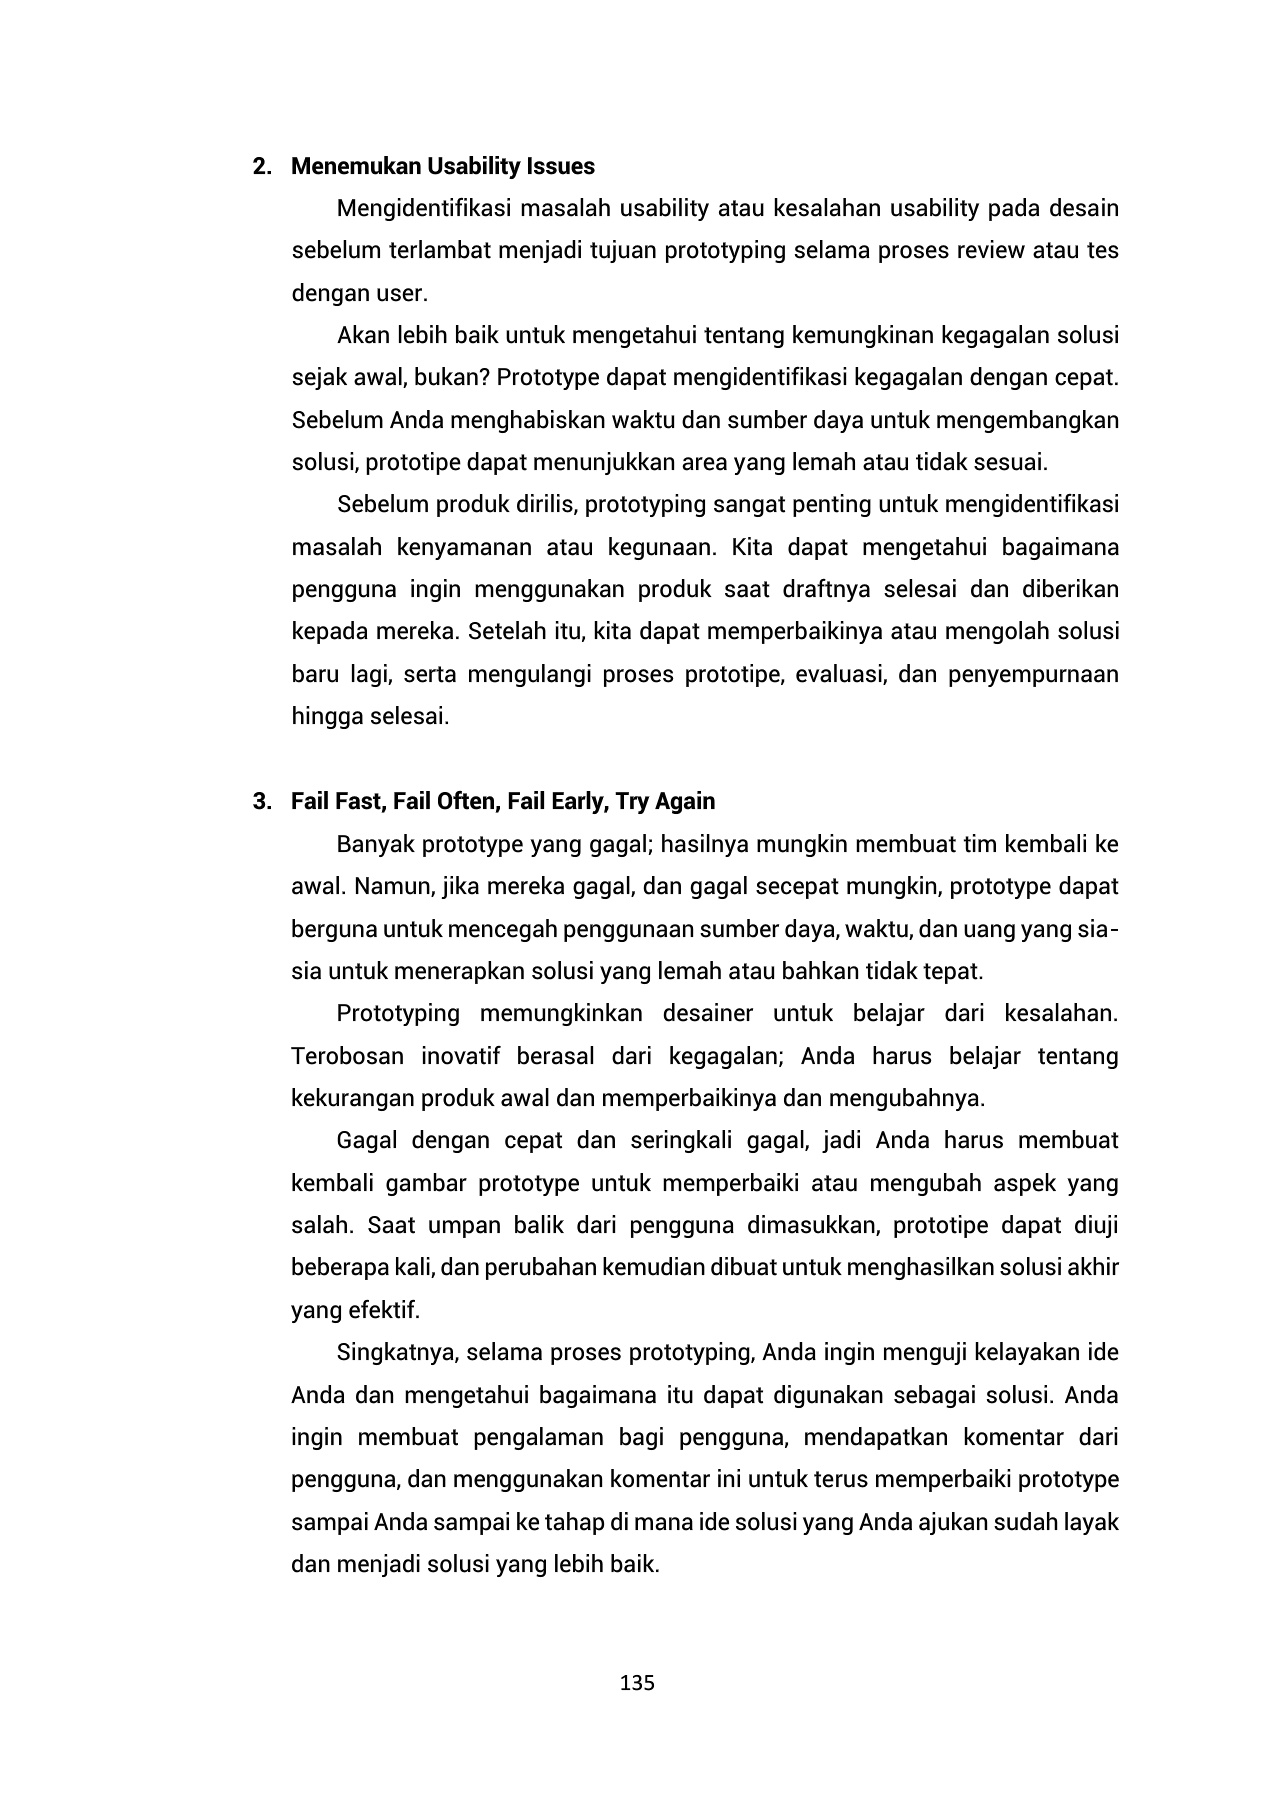 2. Menemukan Usability Issues
Mengidentifikasi masalah usability atau kesalahan usability pada desain
sebelum terlambat menjadi tujuan prototyping selama proses review atau tes
dengan user.
Akan lebih baik untuk mengetahui tentang kemungkinan kegagalan solusi
sejak awal, bukan? Prototype dapat mengidentifikasi kegagalan dengan cepat.
Sebelum Anda menghabiskan waktu dan sumber daya untuk mengembangkan
solusi, prototipe dapat menunjukkan area yang lemah atau tidak sesuai.
Sebelum produk dirilis, prototyping sangat penting untuk mengidentifikasi
masalah kenyamanan atau kegunaan. Kita dapat mengetahui bagaimana
pengguna ingin menggunakan produk saat draftnya selesai dan diberikan
kepada mereka. Setelah itu, kita dapat memperbaikinya atau mengolah solusi
baru lagi, serta mengulangi proses prototipe, evaluasi, dan penyempurnaan
hingga selesai.
3. Fail Fast, Fail Often, Fail Early, Try Again
Banyak prototype yang gagal; hasilnya mungkin membuat tim kembali ke
awal. Namun, jika mereka gagal, dan gagal secepat mungkin, prototype dapat
berguna untuk mencegah penggunaan sumber daya, waktu, dan uang yang sia-
sia untuk menerapkan solusi yang lemah atau bahkan tidak tepat.
Prototyping memungkinkan desainer untuk belajar dari kesalahan.
Terobosan inovatif berasal dari kegagalan; Anda harus belajar tentang
kekurangan produk awal dan memperbaikinya dan mengubahnya.
Gagal dengan cepat dan seringkali gagal, jadi Anda harus membuat
kembali gambar prototype untuk memperbaiki atau mengubah aspek yang
salah. Saat umpan balik dari pengguna dimasukkan, prototipe dapat diuji
beberapa kali, dan perubahan kemudian dibuat untuk menghasilkan solusi akhir
yang efektif.
Singkatnya, selama proses prototyping, Anda ingin menguji kelayakan ide
Anda dan mengetahui bagaimana itu dapat digunakan sebagai solusi. Anda
ingin membuat pengalaman bagi pengguna, mendapatkan komentar dari
pengguna, dan menggunakan komentar ini untuk terus memperbaiki prototype
sampai Anda sampai ke tahap di mana ide solusi yang Anda ajukan sudah layak
dan menjadi solusi yang lebih baik.
135